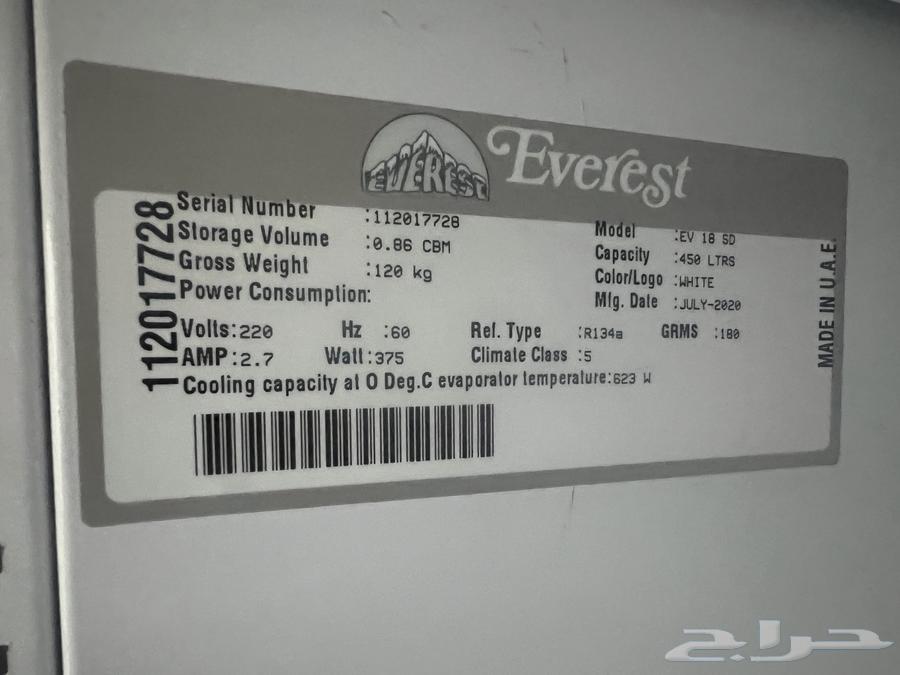 EVEREST
Everest
Serial Number :112017728
Storage Volume :0.86 CBM
Gross Weight :120 kg
Power Consumption:
Model :EV 18 SD
Capacity :450 LTRS
Color/Logo :WHITE
Mfg. Date :JULY-2020
Volts:220 Hz :60 Ref. Type :R134a GRMS :180
AMP:2.7 Watt:375 Climate Class :5
Cooling capacity at O Deg.C evaporator temperature:623 W
112017728
MADE IN U.A.E.
حراج